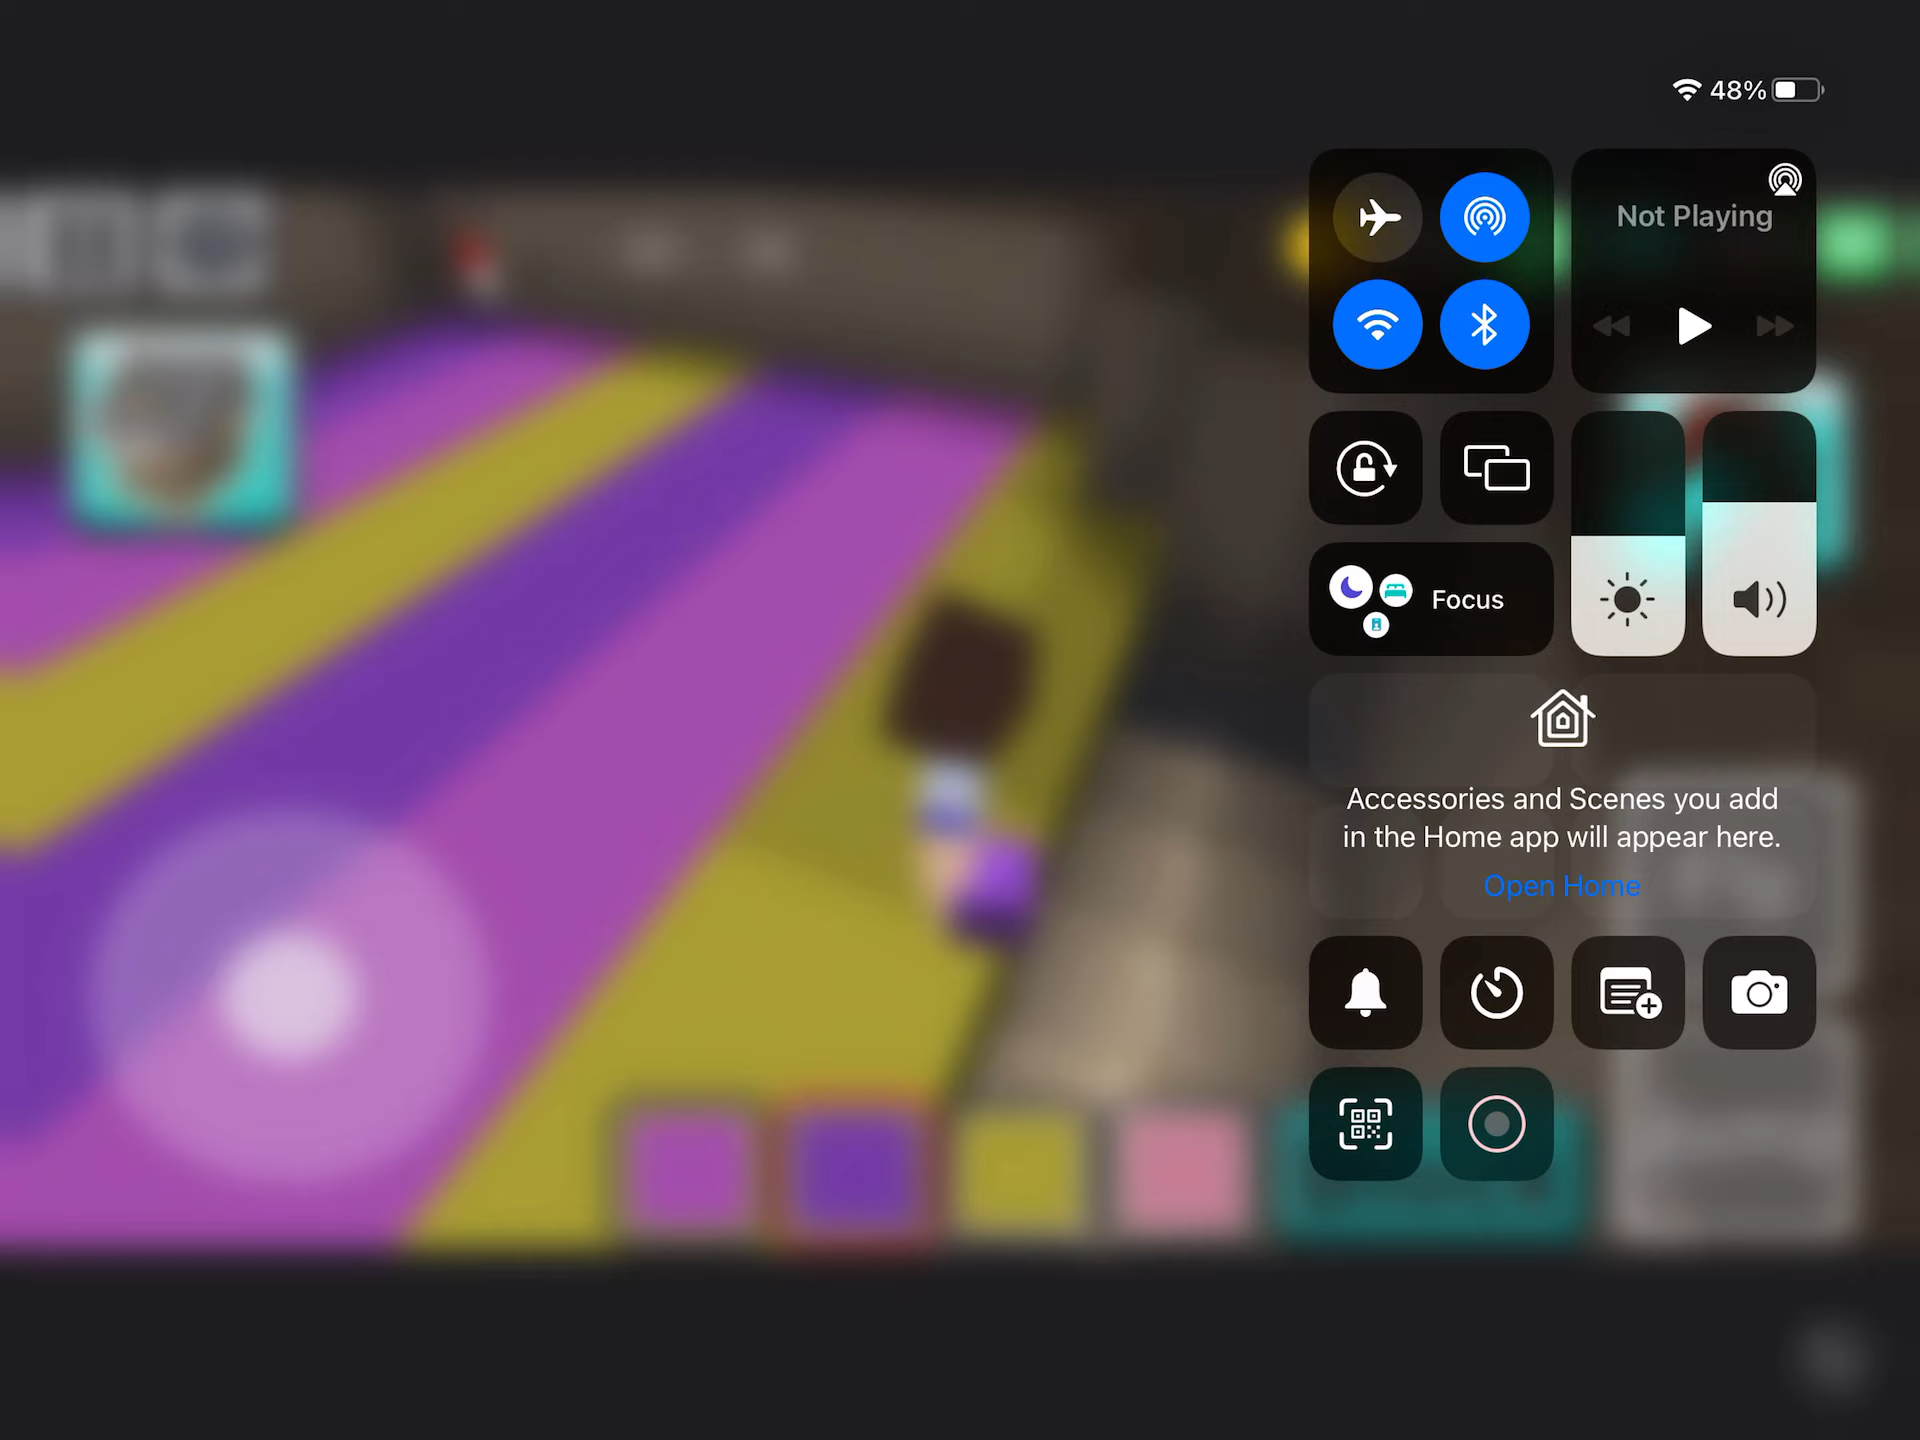 48%
Not Playing
Focus
Accessories and Scenes you add
in the Home app will appear here.
Open Home